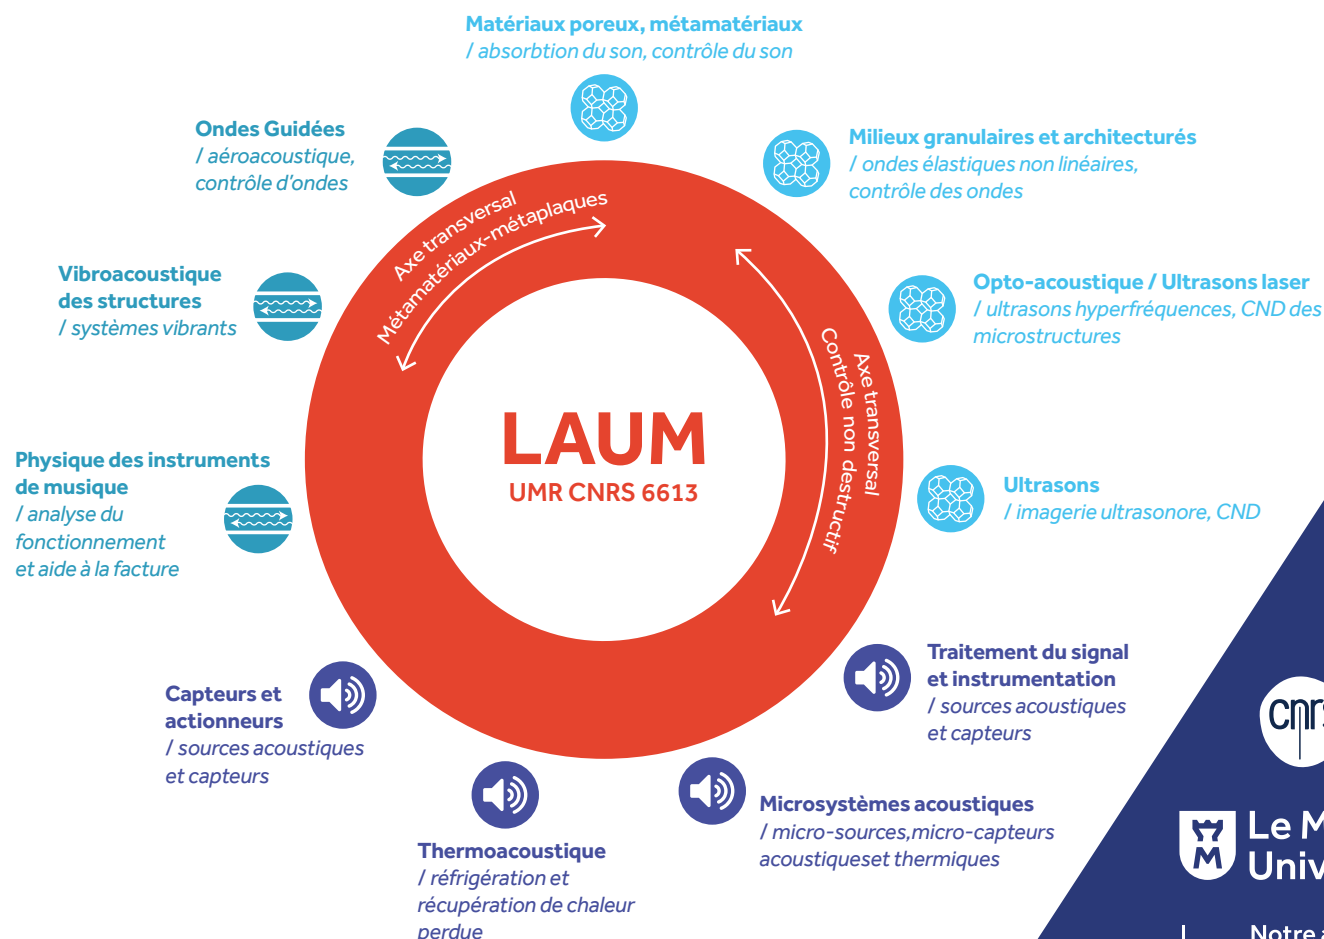 Matériaux poreux, métamatériaux
/ absorbtion du son, contrôle du son
Ondes Guidées
/ aéroacoustique,
contrôle d'ondes
Milieux granulaires et architecturés
/ ondes élastiques non linéaires,
contrôle des ondes
Axe transversal
Métamatériaux-métaplaques
Vibroacoustique
des structures
/ systèmes vibrants
Opto-acoustique / Ultrasons laser
/ ultrasons hyperfréquences, CND des
microstructures
Axe transversal
Contrôle non destructif
LAUM
UMR CNRS 6613
Physique des instruments
de musique
/ analyse du
fonctionnement
et aide à la facture
Ultrasons
/ imagerie ultrasonore, CND
Traitement du signal
et instrumentation
/ sources acoustiques
et capteurs
Capteurs et
actionneurs
/ sources acoustiques
et capteurs
Microsystèmes acoustiques
/ micro-sources,micro-capteurs
acoustiqueset thermiques
Thermoacoustique
/ réfrigération et
récupération de chaleur
perdue
cnrs
M
Le M
Univ
Notre a